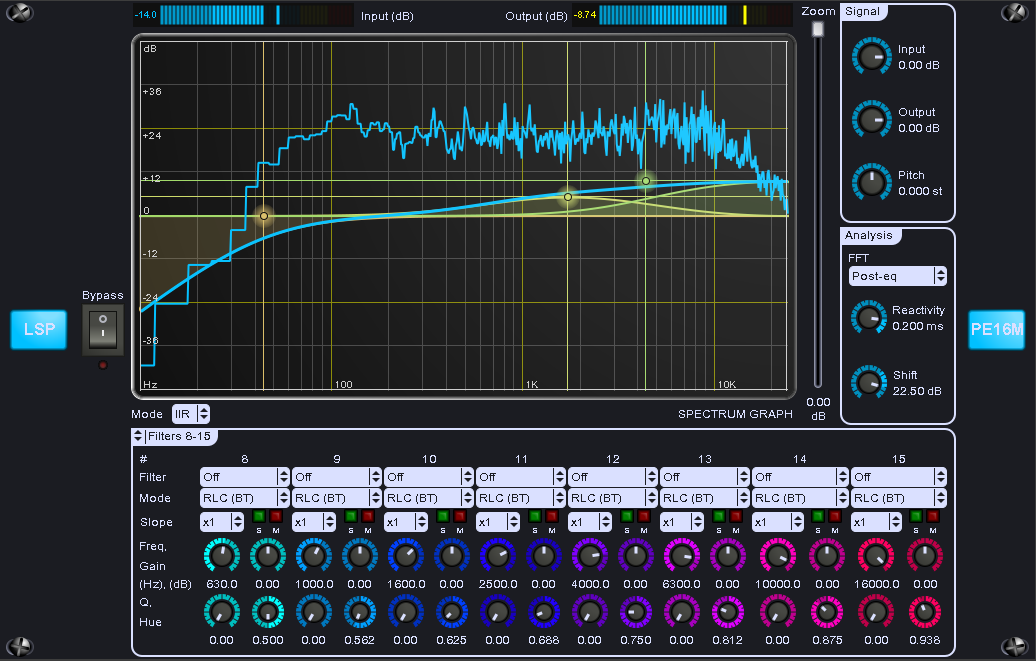 -14.0 Input (dB) Output (dB) -8.74 Zoom Signal
dB
Input
0.00 dB
+36
Output
0.00 dB
+24
Pitch
0.000 st
+12
0
Analysis
-12
FFT
Post-eq
Bypass
-24
Reactivity
0.200 ms
LSP
PE16M
-36
Shift
22.50 dB
Hz 100 1K 10K
0.00
dB
Mode IIR SPECTRUM GRAPH
Filters 8-15
# 8 9 10 11 12 13 14 15
Filter Off Off Off Off Off Off Off Off
Mode RLC (BT) RLC (BT) RLC (BT) RLC (BT) RLC (BT) RLC (BT) RLC (BT) RLC (BT)
Slope x1 x1 x1 x1 x1 x1 x1 x1
S M S M S M S M S M S M S M S M
Freq,
Gain
(Hz), (dB) 630.0 0.00 1000.0 0.00 1600.0 0.00 2500.0 0.00 4000.0 0.00 6300.0 0.00 10000.0 0.00 16000.0 0.00
Q,
Hue
0.00 0.500 0.00 0.562 0.00 0.625 0.00 0.688 0.00 0.750 0.00 0.812 0.00 0.875 0.00 0.938